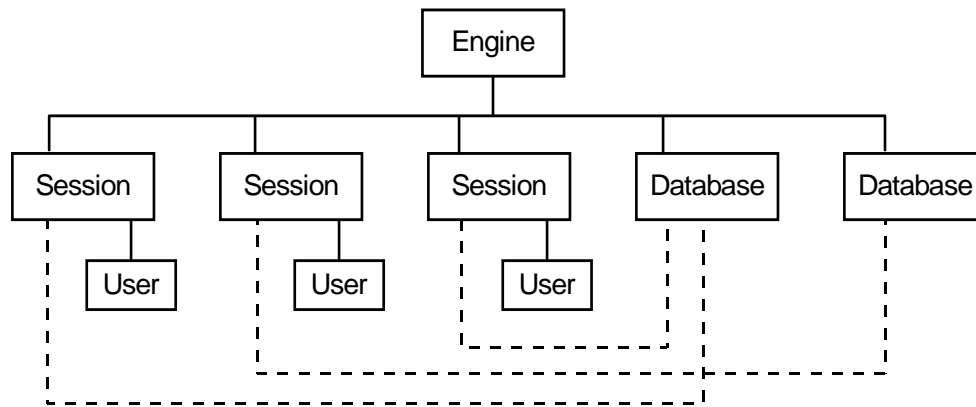 Engine
Session
Session
Session
Database
Database
User
User
User